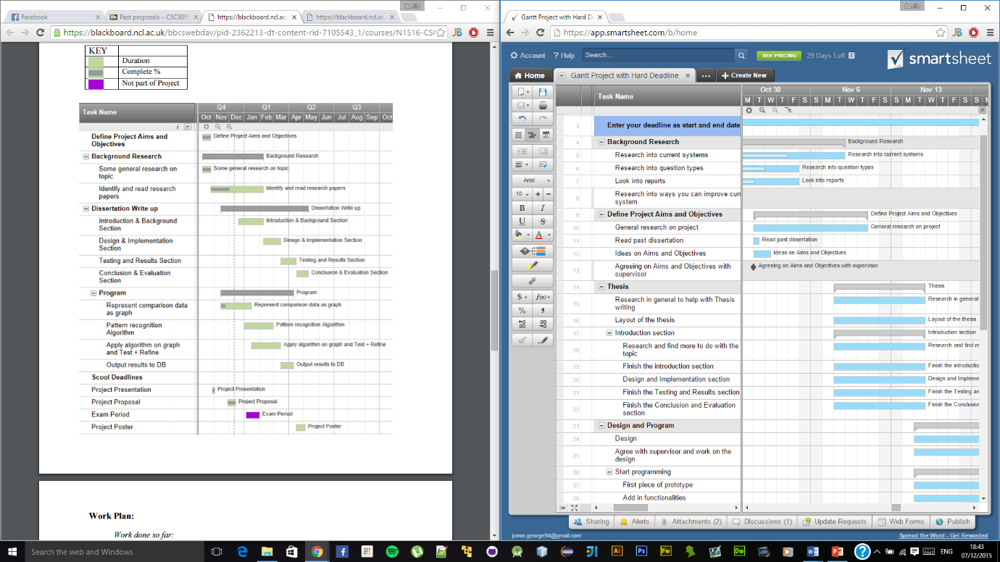 Jomin
Facebook
Past proposals – CSC309
https://blackboard.ncl.ac
https://blackboard.ncl.ac.
https://blackboard.ncl.ac.uk/bbcswebdav/pid-2362213-dt-content-rid-7105543_1/courses/N1516-CS
KEY
Duration
Complete %
Not part of Project
Task Name
Q4 Q1 Q2 Q3
Oct Nov Dec Jan Feb Mar Apr May Jun Jul Aug Sep Oct
Define Project Aims and
Objectives
Define Project Aims and Objectives
Background Research
Background Research
Some general research on
topic
Some general research on topic
Identify and read research
papers
Identify and read research papers
Dissertation Write up
Dissertation Write up
Introduction & Background
Section
Introduction & Background Section
Design & Implementation
Section
Design & Implementation Section
Testing and Results Section
Testing and Results Section
Conclusion & Evaluation
Section
Conclusion & Evaluation Section
Program
Program
Represent comparison data
as graph
Represent comparison data as graph
Pattern recognition
Algorithm
Pattern recognition Algorithm
Apply algorithm on graph
and Test + Refine
Apply algorithm on graph and Test + Refine
Output results to DB
Output results to DB
Scool Deadlines
Project Presentation
Project Presentation
Project Proposal
Project Proposal
Exam Period
Exam Period
Project Poster
Project Poster
Work Plan:
Work done so far:
Jomin
Gantt Project with Hard D
https://app.smartsheet.com/b/home
Account
Help
Search...
SEE PRICING
29 Days Left
smartsheet
Home
Gantt Project with Hard Deadline
Create New
Task Name
Oct 30 Nov 6 Nov 13
M T W T F S S M T W T F S S M T W T F S S M
3 Enter your deadline as start and end date
4 Background Research
Background Research
5 Research into current systems
Research into current systems
6 Research into question types
Research into question types
7 Look into reports
Look into reports
8 Research into ways you can improve curr
system
9 Define Project Aims and Objectives
Define Project Aims and Objectives
10 General research on project
General research on project
11 Read past dissertation
Read past dissertation
12 Ideas on Aims and Objectives
Ideas on Aims and Objectives
13 Agreeing on Aims and Objectives with
supervisor
Agreeing on Aims and Objectives with supervisor
14 Thesis
Thesis
15 Research in general to help with Thesis
writing
Research in general
16 Layout of the thesis
Layout of the thesis
17 Introduction section
Introduction section
18 Research and find more to do with the
topic
Research and find m
19 Finish the introduction section
Finish the introductio
20 Design and Implementation section
Design and Impleme
21 Finish the Testing and Results section
Finish the Testing an
22 Finish the Conclusion and Evaluation
section
Finish the Conclusio
23 Design and Program
24 Design
25 Agree with supervisor and work on the
design
26 Start programming
27 First piece of prototype
28 Add in functionalities
Arial
10
B I
U S
A
$ f(x)
%
Sharing
Alerts
Attachments (2)
Discussions (1)
Update Requests
Web Forms
Publish
jomin.george94@gmail.com
Spread the Word - Get Rewarded
Search the web and Windows
ENG
18:43
07/12/2015